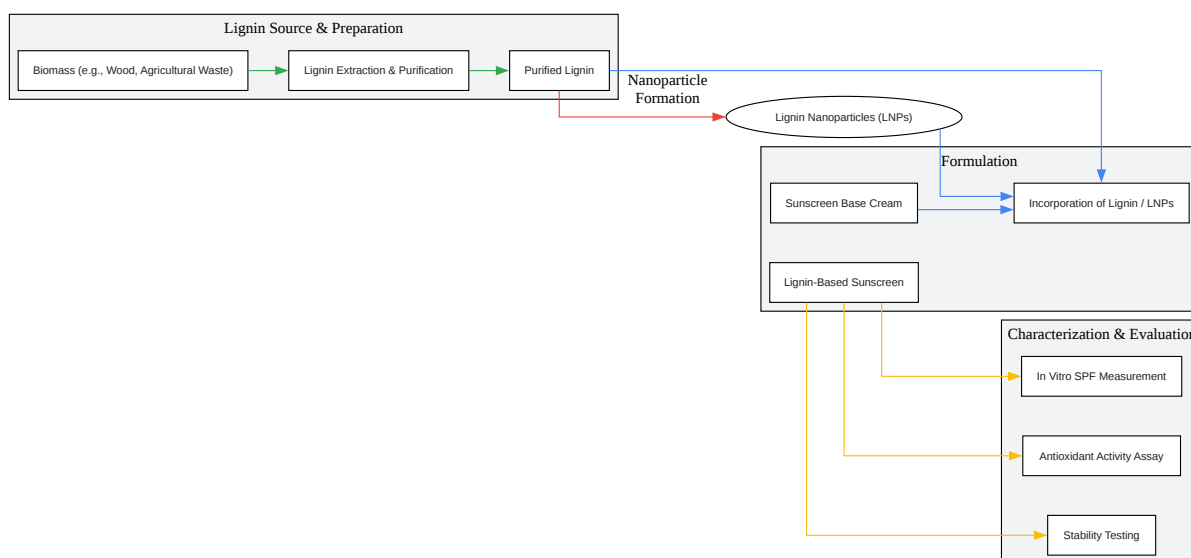 Lignin Source & Preparation
Biomass (e.g., Wood, Agricultural Waste)
Lignin Extraction & Purification
Purified Lignin
Nanoparticle
Formation
Lignin Nanoparticles (LNPs)
Formulation
Sunscreen Base Cream
Incorporation of Lignin / LNPs
Lignin-Based Sunscreen
Characterization & Evaluation
In Vitro SPF Measurement
Antioxidant Activity Assay
Stability Testing